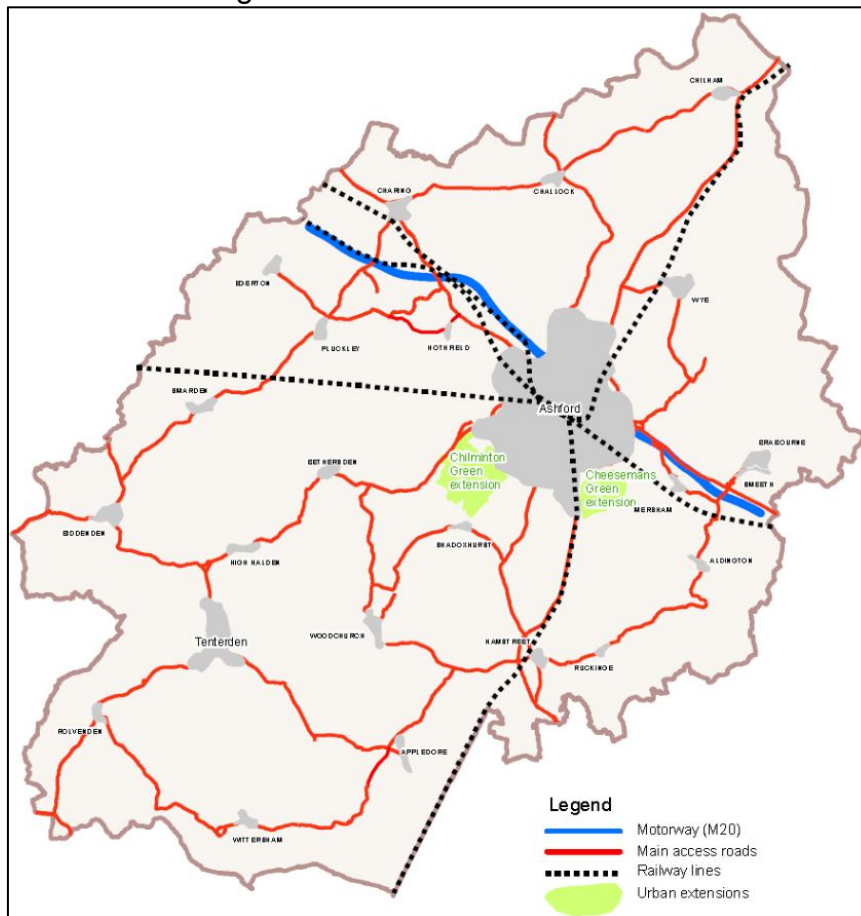 CHILHAM
CHARING
CHALLOCK
EGERTON
WYE
PLUCKLEY
HOTHFIELD
Ashford
SMARDEN
Chilminton
Green
extension
Cheesemans
Green
extension
BRABOURNE
SMEETH
BETHERSDEN
MERSHAM
BIDDENDEN
SHADOXHURST
HIGH HALDEN
ALDINGTON
Tenterden
WOODCHURCH
HAMSTREET
RUCKINGE
ROLVENDEN
APPLEDORE
WITTERSHAM
Legend
Motorway (M20)
Main access roads
Railway lines
Urban extensions